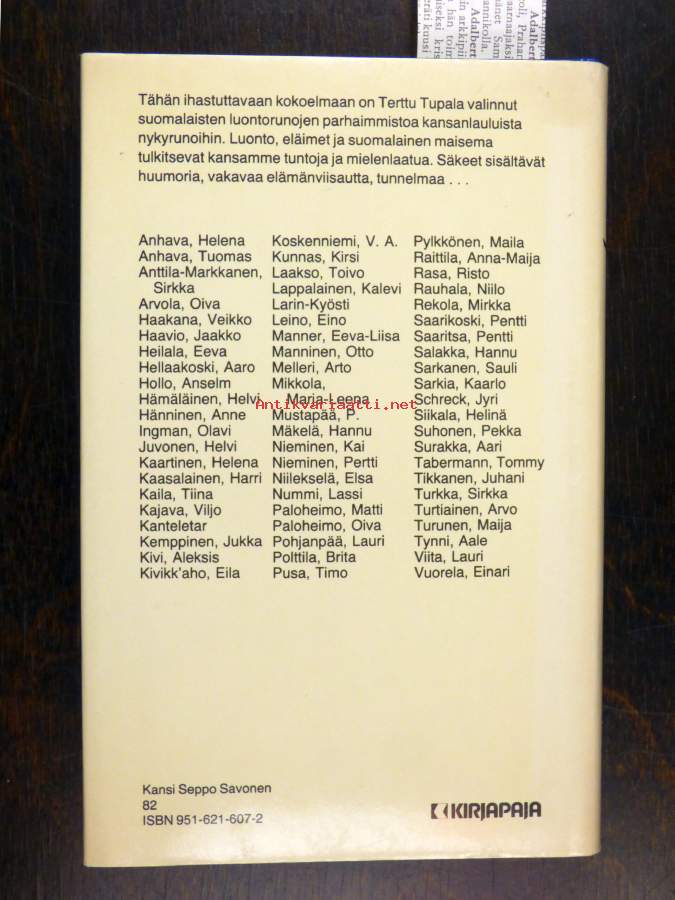 Tähän ihastuttavaan kokoelmaan on Terttu Tupala valinnut
suomalaisten luontorunojen parhaimmistoa kansanlauluista
nykyrunoihin. Luonto, eläimet ja suomalainen maisema
tulkitsevat kansamme tuntoja ja mielenlaatua. Säkeet sisältävät
huumoria, vakavaa elämänviisautta, tunnelmaa . . .
Anhava, Helena
Anhava, Tuomas
Anttila-Markkanen,
Sirkka
Arvola, Oiva
Haakana, Veikko
Haavio, Jaakko
Heilala, Eeva
Hellaakoski, Aaro
Hollo, Anselm
Hämäläinen, Helvi
Hänninen, Anne
Ingman, Olavi
Juvonen, Helvi
Kaartinen, Helena
Kaasalainen, Harri
Kaila, Tiina
Kajava, Viljo
Kanteletar
Kemppinen, Jukka
Kivi, Aleksis
Kivikk'aho, Eila
Koskenniemi, V. A.
Kunnas, Kirsi
Laakso, Toivo
Lappalainen, Kalevi
Larin-Kyösti
Leino, Eino
Manner, Eeva-Liisa
Manninen, Otto
Melleri, Arto
Mikkola,
Marja-Leena
Mustapää, P.
Mäkelä, Hannu
Nieminen, Kai
Nieminen, Pertti
Niilekselä, Elsa
Nummi, Lassi
Paloheimo, Matti
Paloheimo, Oiva
Pohjanpää, Lauri
Polttila, Brita
Pusa, Timo
Pylkkönen, Maila
Raittila, Anna-Maija
Rasa, Risto
Rauhala, Niilo
Rekola, Mirkka
Saarikoski, Pentti
Saaritsa, Pentti
Salakka, Hannu
Sarkanen, Sauli
Sarkia, Kaarlo
Schreck, Jyri
Siikala, Helinä
Suhonen, Pekka
Surakka, Aari
Tabermann, Tommy
Tikkanen, Juhani
Turkka, Sirkka
Turtiainen, Arvo
Turunen, Maija
Tynni, Aale
Viita, Lauri
Vuorela, Einari
Antikvariaatti.net
Kansi Seppo Savonen
82
ISBN 951-621-607-2
KIRJAPAJA